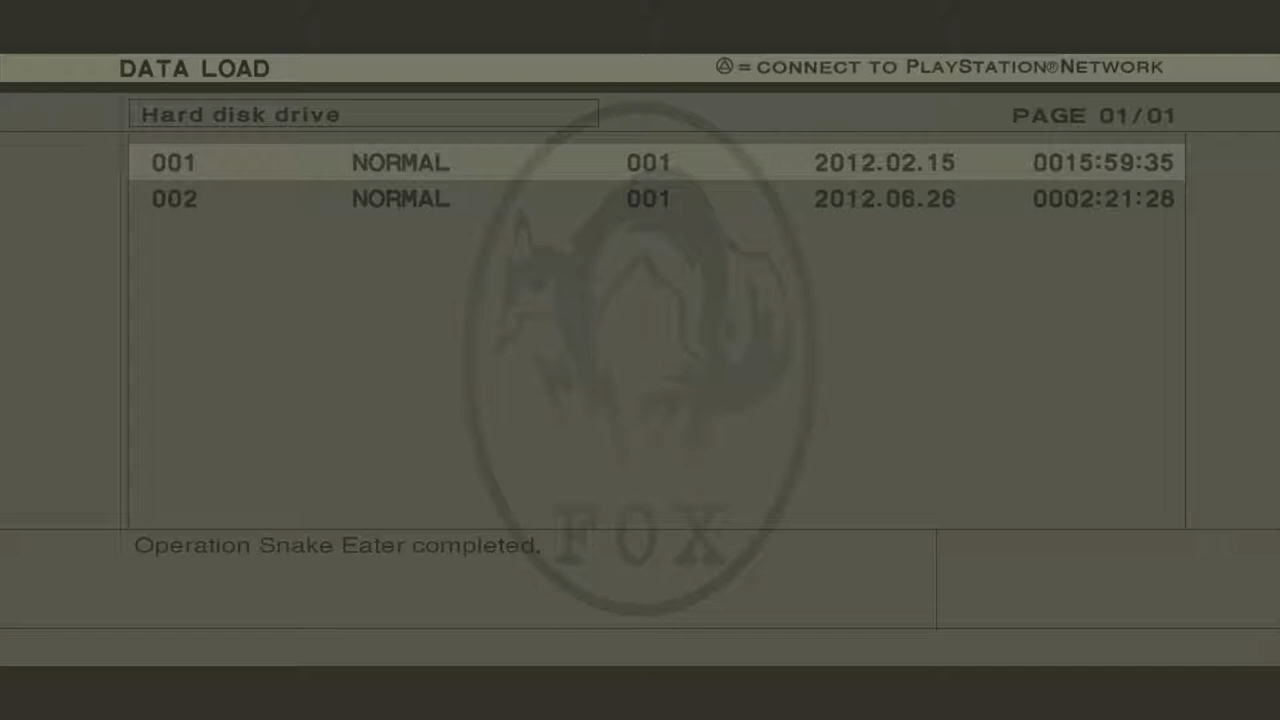 DATA LOAD
Ⓐ = CONNECT TO PLAYSTATION®NETWORK
Hard disk drive
PAGE 01/01
001 NORMAL 001 2012.02.15 0015:59:35
002 NORMAL 001 2012.06.26 0002:21:28
Operation Snake Eater completed.
FOX